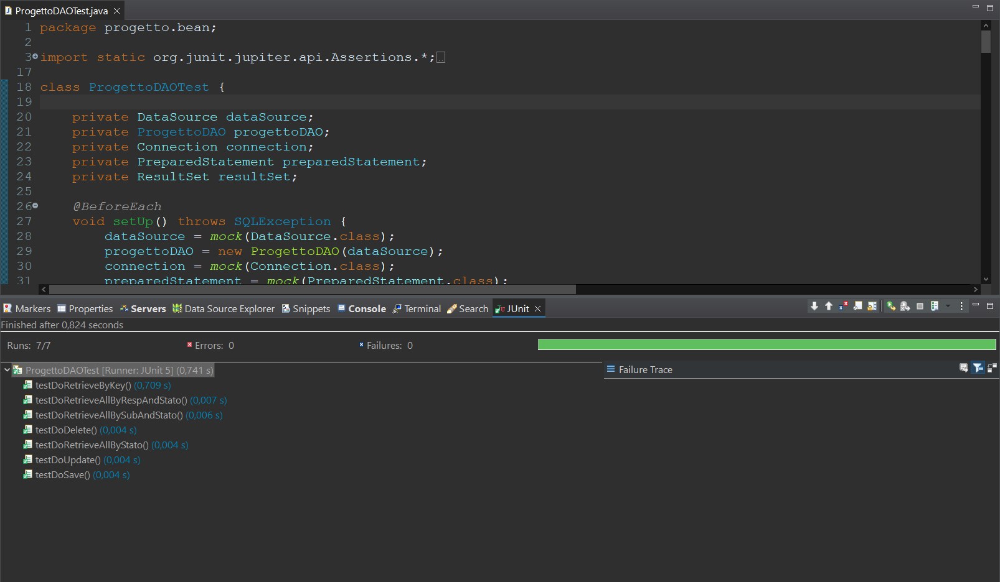 ProgettoDAOTest.java
1 package progetto.bean;
2
3 import static org.junit.jupiter.api.Assertions.*;
17
18 class ProgettoDAOTest {
19
20 private DataSource dataSource;
21 private ProgettoDAO progettoDAO;
22 private Connection connection;
23 private PreparedStatement preparedStatement;
24 private ResultSet resultSet;
25
26 @BeforeEach
27 void setUp() throws SQLException {
28 dataSource = mock(DataSource.class);
29 progettoDAO = new ProgettoDAO(dataSource);
30 connection = mock(Connection.class);
31 preparedStatement = mock(PreparedStatement.class);
Markers Properties Servers Data Source Explorer Snippets Console Terminal Search JUnit
Finished after 0,824 seconds
Runs: 7/7 Errors: 0 Failures: 0
ProgettoDAOTest [Runner: JUnit 5] (0,741 s) Failure Trace
testDoRetrieveByKey() (0,709 s)
testDoRetrieveAllByRespAndStato() (0,007 s)
testDoRetrieveAllBySubAndStato() (0,006 s)
testDoDelete() (0,004 s)
testDoRetrieveAllByStato() (0,004 s)
testDoUpdate() (0,004 s)
testDoSave() (0,004 s)